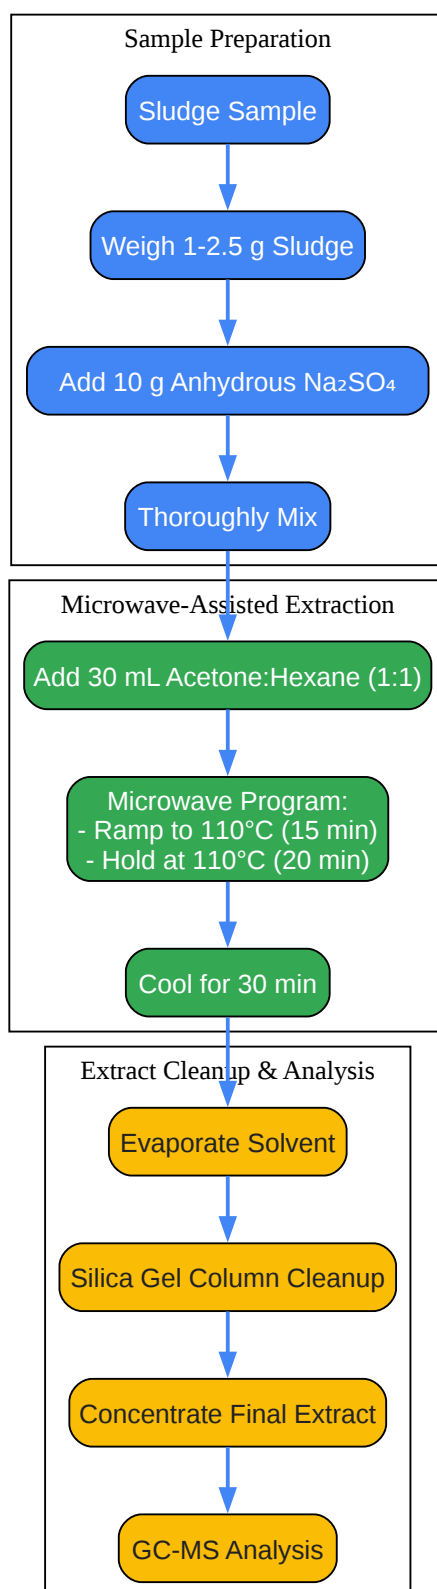 Sample Preparation
Sludge Sample
Weigh 1-2.5 g Sludge
Add 10 g Anhydrous Na₂SO₄
Thoroughly Mix
Microwave-Assisted Extraction
Add 30 mL Acetone:Hexane (1:1)
Microwave Program:
- Ramp to 110°C (15 min)
- Hold at 110°C (20 min)
Cool for 30 min
Extract Cleanup & Analysis
Evaporate Solvent
Silica Gel Column Cleanup
Concentrate Final Extract
GC-MS Analysis